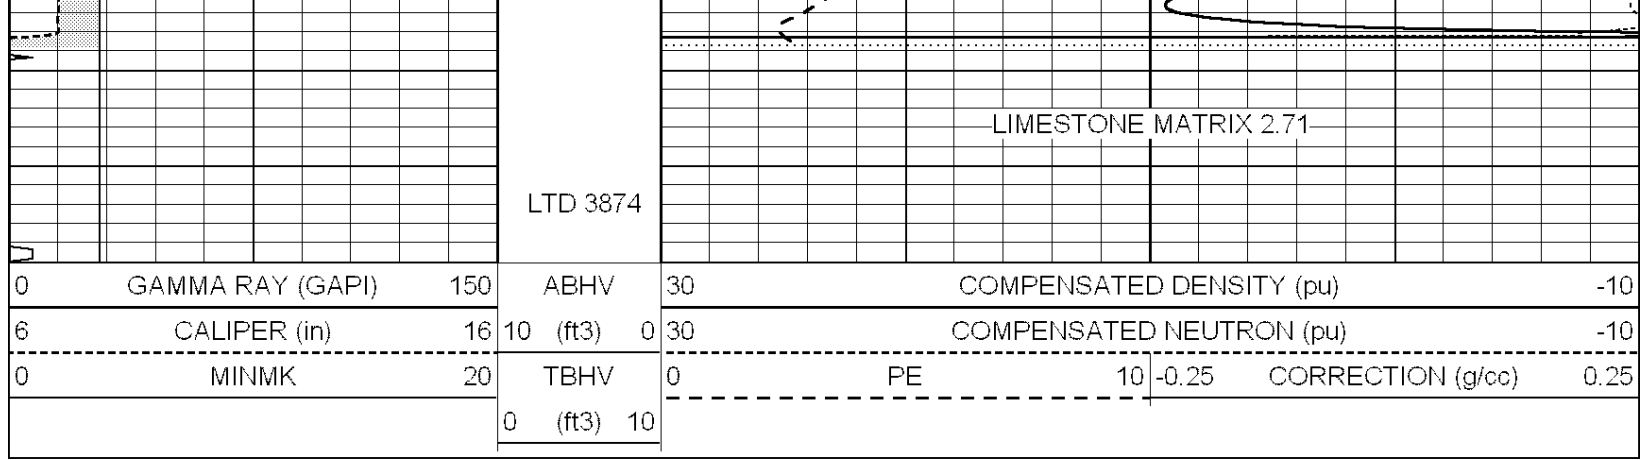 LIMESTONE MATRIX 2.71
LTD 3874
0 GAMMA RAY (GAPI) 150 ABHV 30 COMPENSATED DENSITY (pu) -10
6 CALIPER (in) 16 10 (ft3) 0 30 COMPENSATED NEUTRON (pu) -10
0 MINMK 20 TBHV 0 PE 10 -0.25 CORRECTION (g/cc) 0.25
0 (ft3) 10